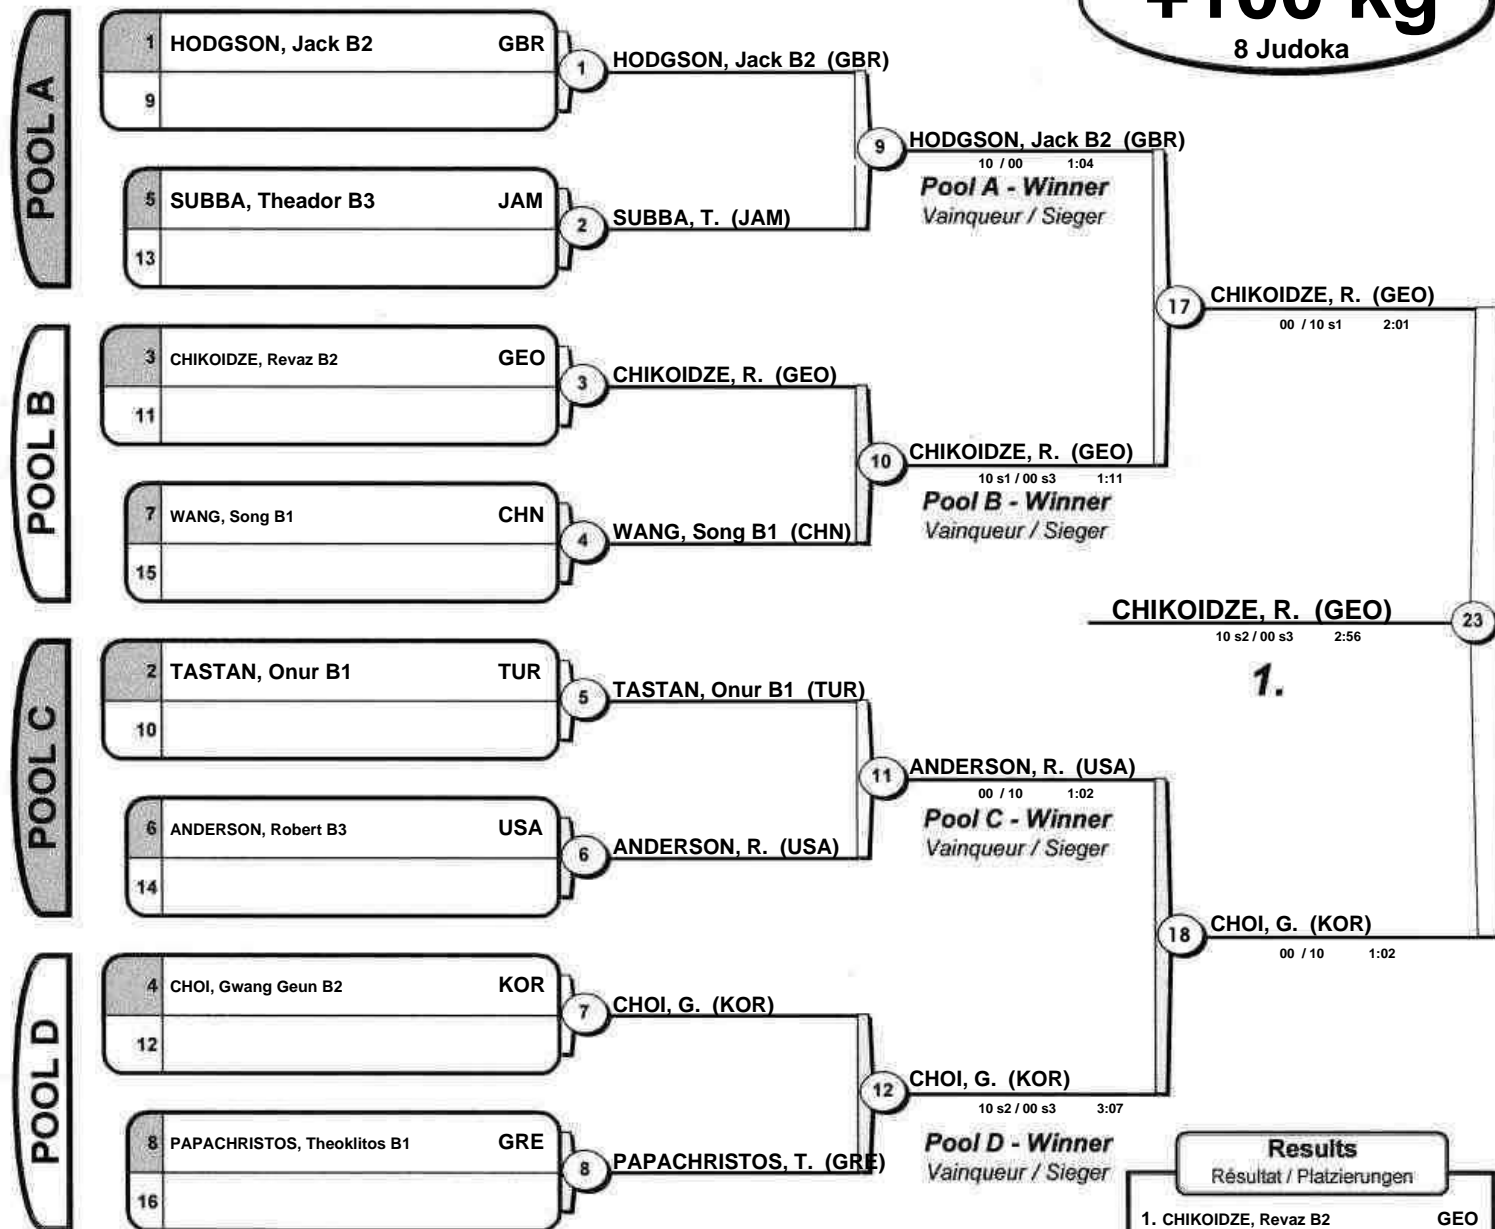 +100 kg
8 Judoka
POOL A
1 HODGSON, Jack B2 GBR
9
1
HODGSON, Jack B2 (GBR)
5 SUBBA, Theador B3 JAM
13
2
SUBBA, T. (JAM)
9
HODGSON, Jack B2 (GBR)
10 / 00 1:04
Pool A - Winner
Vainqueur / Sieger
POOL B
3 CHIKOIDZE, Revaz B2 GEO
11
3
CHIKOIDZE, R. (GEO)
7 WANG, Song B1 CHN
15
4
WANG, Song B1 (CHN)
10
CHIKOIDZE, R. (GEO)
10 s1 / 00 s3 1:11
Pool B - Winner
Vainqueur / Sieger
17
CHIKOIDZE, R. (GEO)
00 / 10 s1 2:01
POOL C
2 TASTAN, Onur B1 TUR
10
5
TASTAN, Onur B1 (TUR)
6 ANDERSON, Robert B3 USA
14
6
ANDERSON, R. (USA)
11
ANDERSON, R. (USA)
00 / 10 1:02
Pool C - Winner
Vainqueur / Sieger
POOL D
4 CHOI, Gwang Geun B2 KOR
12
7
CHOI, G. (KOR)
8 PAPACHRISTOS, Theoklitos B1 GRE
16
8
PAPACHRISTOS, T. (GRE)
12
CHOI, G. (KOR)
10 s2 / 00 s3 3:07
Pool D - Winner
Vainqueur / Sieger
18
CHOI, G. (KOR)
00 / 10 1:02
CHIKOIDZE, R. (GEO)
23
10 s2 / 00 s3 2:56
1.
Results
Résultat / Platzierungen
1. CHIKOIDZE, Revaz B2 GEO